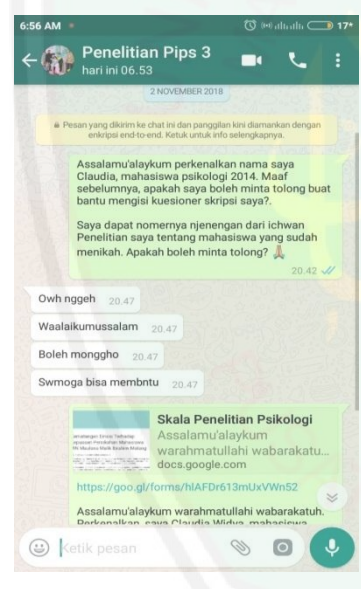 6:56 AM
17*
Penelitian Pips 3
hari ini 06.53
2 NOVEMBER 2018
Pesan yang dikirim ke chat ini dan panggilan kini diamankan dengan
enkripsi end-to-end. Ketuk untuk info selengkapnya.
Assalamu'alaykum perkenalkan nama saya
Claudia, mahasiswa psikologi 2014. Maaf
sebelumnya, apakah saya boleh minta tolong buat
bantu mengisi kuesioner skripsi saya?.
Saya dapat nomernya njenengan dari ichwan
Penelitian saya tentang mahasiswa yang sudah
menikah. Apakah boleh minta tolong? 🙏
20.42
Owh nggeh 20.47
Waalaikumussalam 20.47
Boleh monggho 20.47
Swmoga bisa membntu 20.47
Skala Penelitian Psikologi
Assalamu'alaykum
warahmatullahi wabarakatu...
docs.google.com
https://goo.gl/forms/hlAFDr613mUxVWn52
Assalamu'alaykum warahmatullahi wabarakatuh.
Perkenalkan, saya Claudia Widya, mahasiswa
Ketik pesan